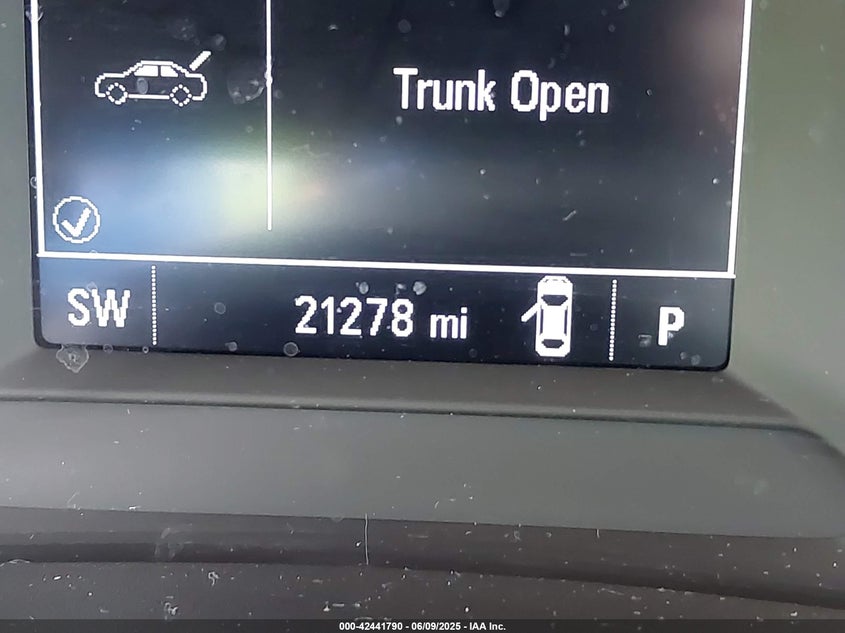 Trunk Open
SW 21278 mi P
000-42441790 - 06/09/2025 - IAA Inc.